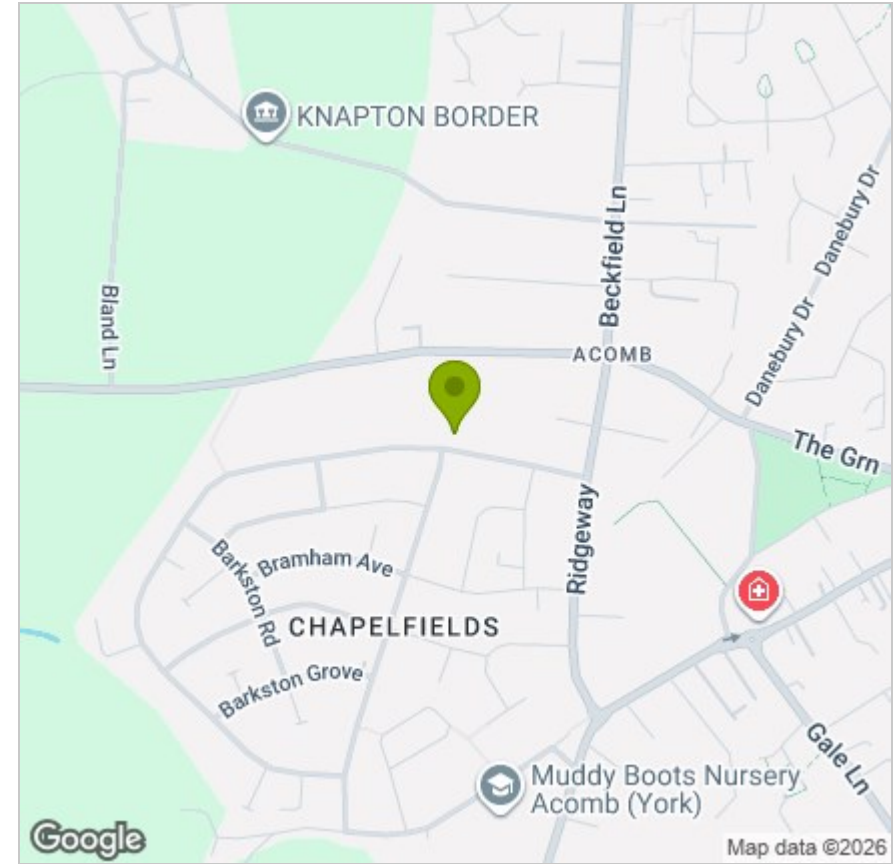 KNAPTON BORDER
Beckfield Ln
Danebury Dr
Danebury Dr
Bland Ln
ACOMB
The Grn
Ridgeway
Bramham Ave
Barkston Rd
CHAPELFIELDS
Barkston Grove
Gale Ln
Muddy Boots Nursery
Acomb (York)
Google
Map data ©2026